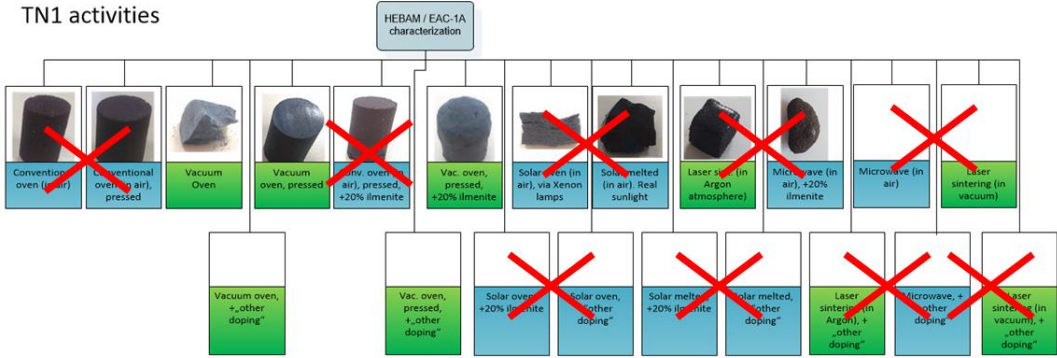 TN1 activities
HEBAM / EAC-1A
characterization
Conventional
oven (in air)
Conventional
oven (in air),
pressed
Vacuum
Oven
Vacuum
oven, pressed
Conv. oven (in
air), pressed,
+20% ilmenite
Vac. oven,
pressed,
+20% ilmenite
Solar oven (in
air), via Xenon
lamps
Solar melted
(in air). Real
sunlight
Laser sint. (in
Argon
atmosphere)
Microwave (in
air), +20%
ilmenite
Microwave
(in air)
Laser
sintering (in
vacuum)
Vacuum oven,
+„other
doping“
Vac. oven,
pressed,
+„other
doping“
Solar oven,
+20% ilmenite
Solar oven,
„other
doping“
Solar melted,
+20% ilmenite
Solar melted,
„other
doping“
Laser
sintering (in
Argon), +
„other
doping“
Microwave, +
„other
doping“
Laser
sintering (in
vacuum), +
„other
doping“